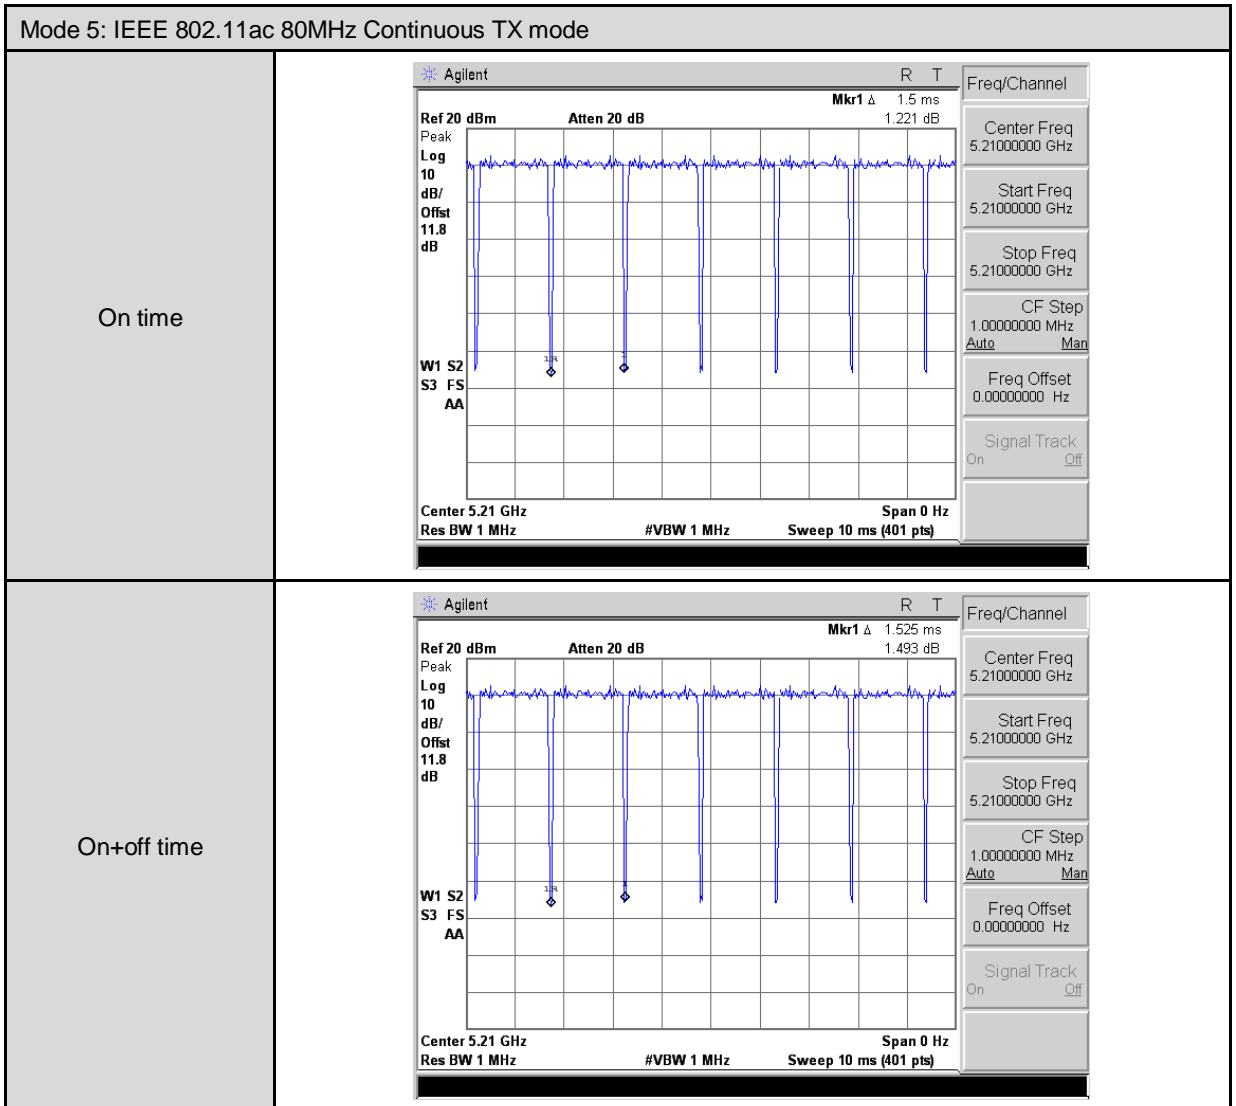 Mode 5: IEEE 802.11ac 80MHz Continuous TX mode
On time
Agilent R T
Mkr1 Δ 1.5 ms
Ref 20 dBm Atten 20 dB 1.221 dB
Peak
Log
10
dB/
Offst
11.8
dB
1R 1
W1 S2
S3 FS
AA
Center 5.21 GHz Span 0 Hz
Res BW 1 MHz #VBW 1 MHz Sweep 10 ms (401 pts)
Freq/Channel
Center Freq
5.21000000 GHz
Start Freq
5.21000000 GHz
Stop Freq
5.21000000 GHz
CF Step
1.00000000 MHz
Auto Man
Freq Offset
0.00000000 Hz
Signal Track
On Off
On+off time
Agilent R T
Mkr1 Δ 1.525 ms
Ref 20 dBm Atten 20 dB 1.493 dB
Peak
Log
10
dB/
Offst
11.8
dB
1R 1
W1 S2
S3 FS
AA
Center 5.21 GHz Span 0 Hz
Res BW 1 MHz #VBW 1 MHz Sweep 10 ms (401 pts)
Freq/Channel
Center Freq
5.21000000 GHz
Start Freq
5.21000000 GHz
Stop Freq
5.21000000 GHz
CF Step
1.00000000 MHz
Auto Man
Freq Offset
0.00000000 Hz
Signal Track
On Off